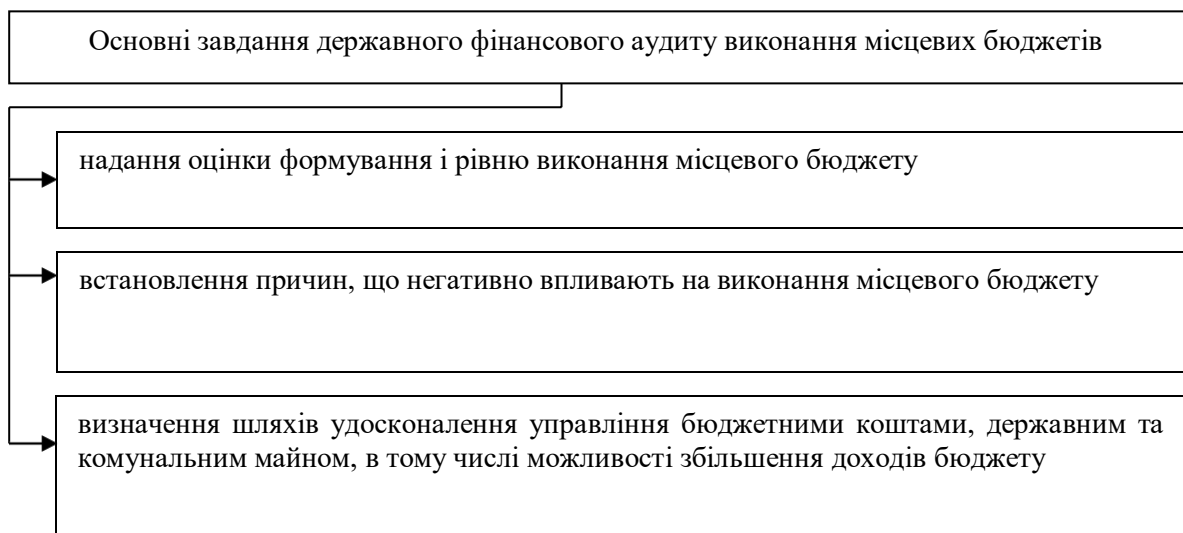 Основні завдання державного фінансового аудиту виконання місцевих бюджетів
надання оцінки формування і рівню виконання місцевого бюджету
встановлення причин, що негативно впливають на виконання місцевого бюджету
визначення шляхів удосконалення управління бюджетними коштами, державним та
комунальним майном, в тому числі можливості збільшення доходів бюджету